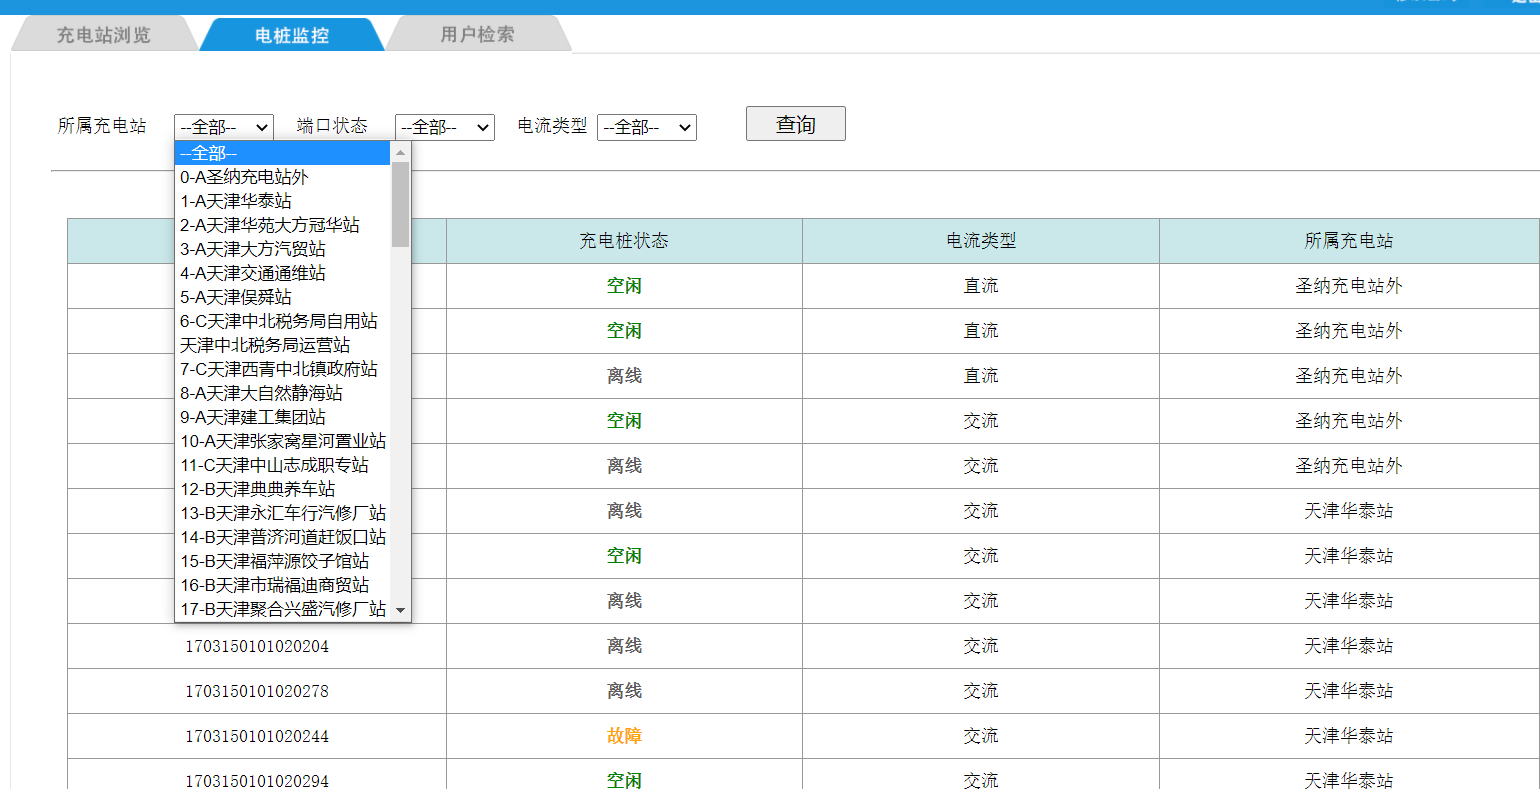 充电站浏览 电桩监控 用户检索
所属充电站 --全部-- 端口状态 --全部-- 电流类型 --全部-- 查询
--全部--
0-A圣纳充电站外
1-A天津华泰站
2-A天津华苑大方冠华站
3-A天津大方汽贸站
4-A天津交通通维站
5-A天津俣舜站
6-C天津中北税务局自用站
天津中北税务局运营站
7-C天津西青中北镇政府站
8-A天津大自然静海站
9-A天津建工集团站
10-A天津张家窝星河置业站
11-C天津中山志成职专站
12-B天津典典养车站
13-B天津永汇车行汽修厂站
14-B天津普济河道赶饭口站
15-B天津福萍源饺子馆站
16-B天津市瑞福迪商贸站
17-B天津聚合兴盛汽修厂站
充电桩状态 电流类型 所属充电站
空闲 直流 圣纳充电站外
空闲 直流 圣纳充电站外
离线 直流 圣纳充电站外
空闲 交流 圣纳充电站外
离线 交流 圣纳充电站外
离线 交流 天津华泰站
空闲 交流 天津华泰站
离线 交流 天津华泰站
1703150101020204 离线 交流 天津华泰站
1703150101020278 离线 交流 天津华泰站
1703150101020244 故障 交流 天津华泰站
1703150101020294 空闲 交流 天津华泰站